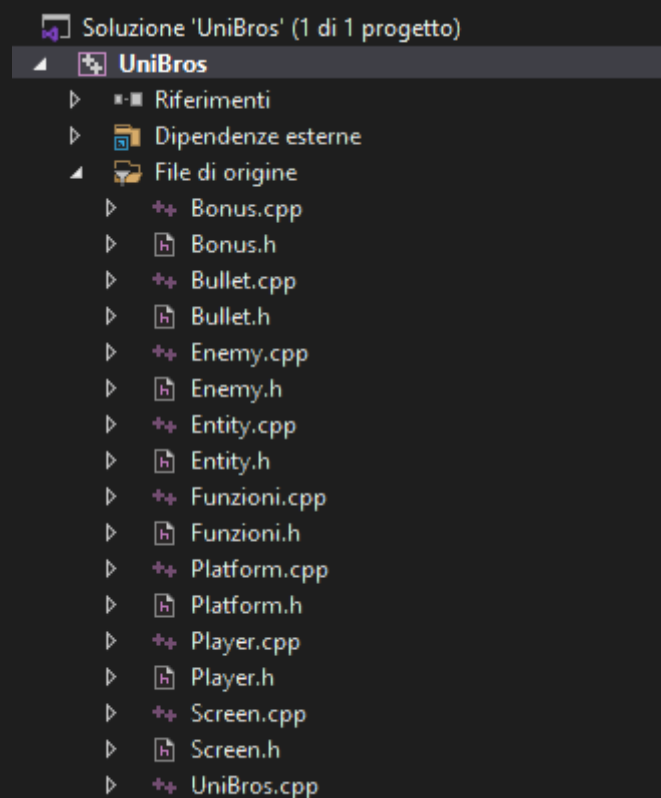 Soluzione 'UniBros' (1 di 1 progetto)
UniBros
Riferimenti
Dipendenze esterne
File di origine
Bonus.cpp
Bonus.h
Bullet.cpp
Bullet.h
Enemy.cpp
Enemy.h
Entity.cpp
Entity.h
Funzioni.cpp
Funzioni.h
Platform.cpp
Platform.h
Player.cpp
Player.h
Screen.cpp
Screen.h
UniBros.cpp